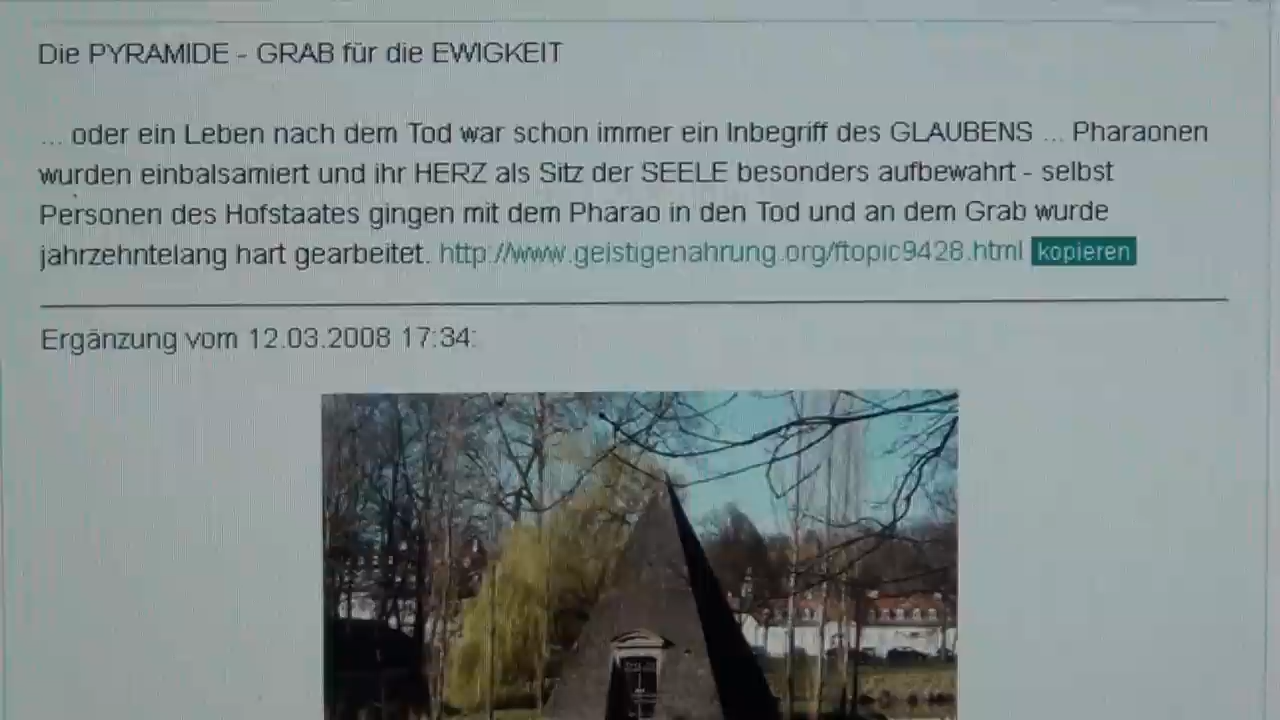 Die PYRAMIDE - GRAB für die EWIGKEIT
... oder ein Leben nach dem Tod war schon immer ein Inbegriff des GLAUBENS ... Pharaonen
wurden einbalsamiert und ihr HERZ als Sitz der SEELE besonders aufbewahrt - selbst
Personen des Hofstaates gingen mit dem Pharao in den Tod und an dem Grab wurde
jahrzehntelang hart gearbeitet. http://www.geistigenahrung.org/ftopic9428.html kopieren
Ergänzung vom 12.03.2008 17:34: